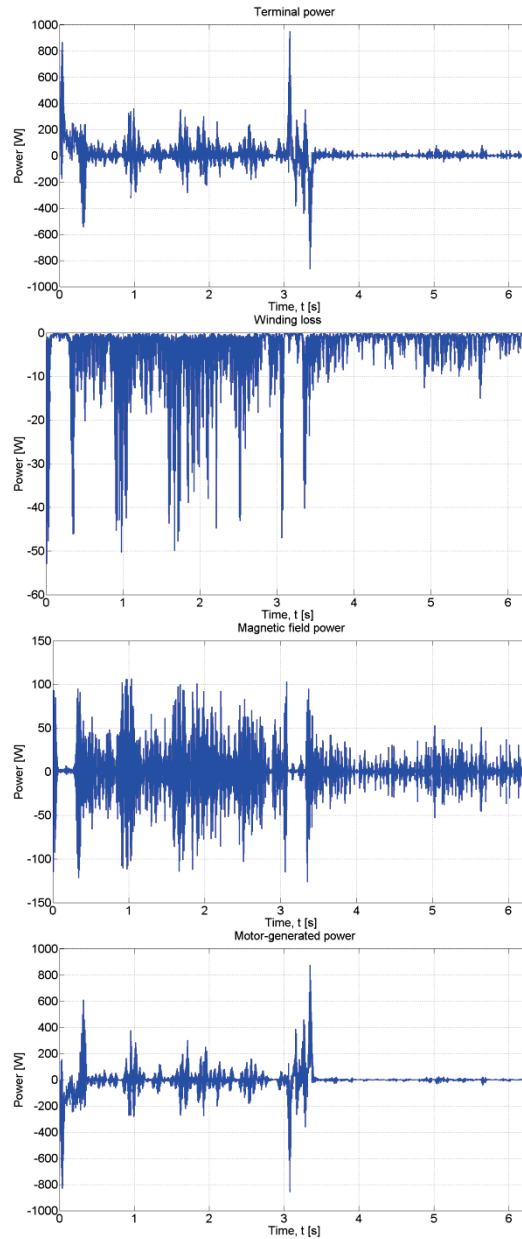 Terminal power
1000
800
600
400
200
0
-200
-400
-600
-800
-1000
Power [W]
0 1 2 3 4 5 6
Time, t [s]
Winding loss
0
-10
-20
-30
-40
-50
-60
Power [W]
0 1 2 3 4 5 6
Time, t [s]
Magnetic field power
150
100
50
0
-50
-100
-150
Power [W]
0 1 2 3 4 5 6
Time, t [s]
Motor-generated power
1000
800
600
400
200
0
-200
-400
-600
-800
-1000
Power [W]
0 1 2 3 4 5 6
Time, t [s]